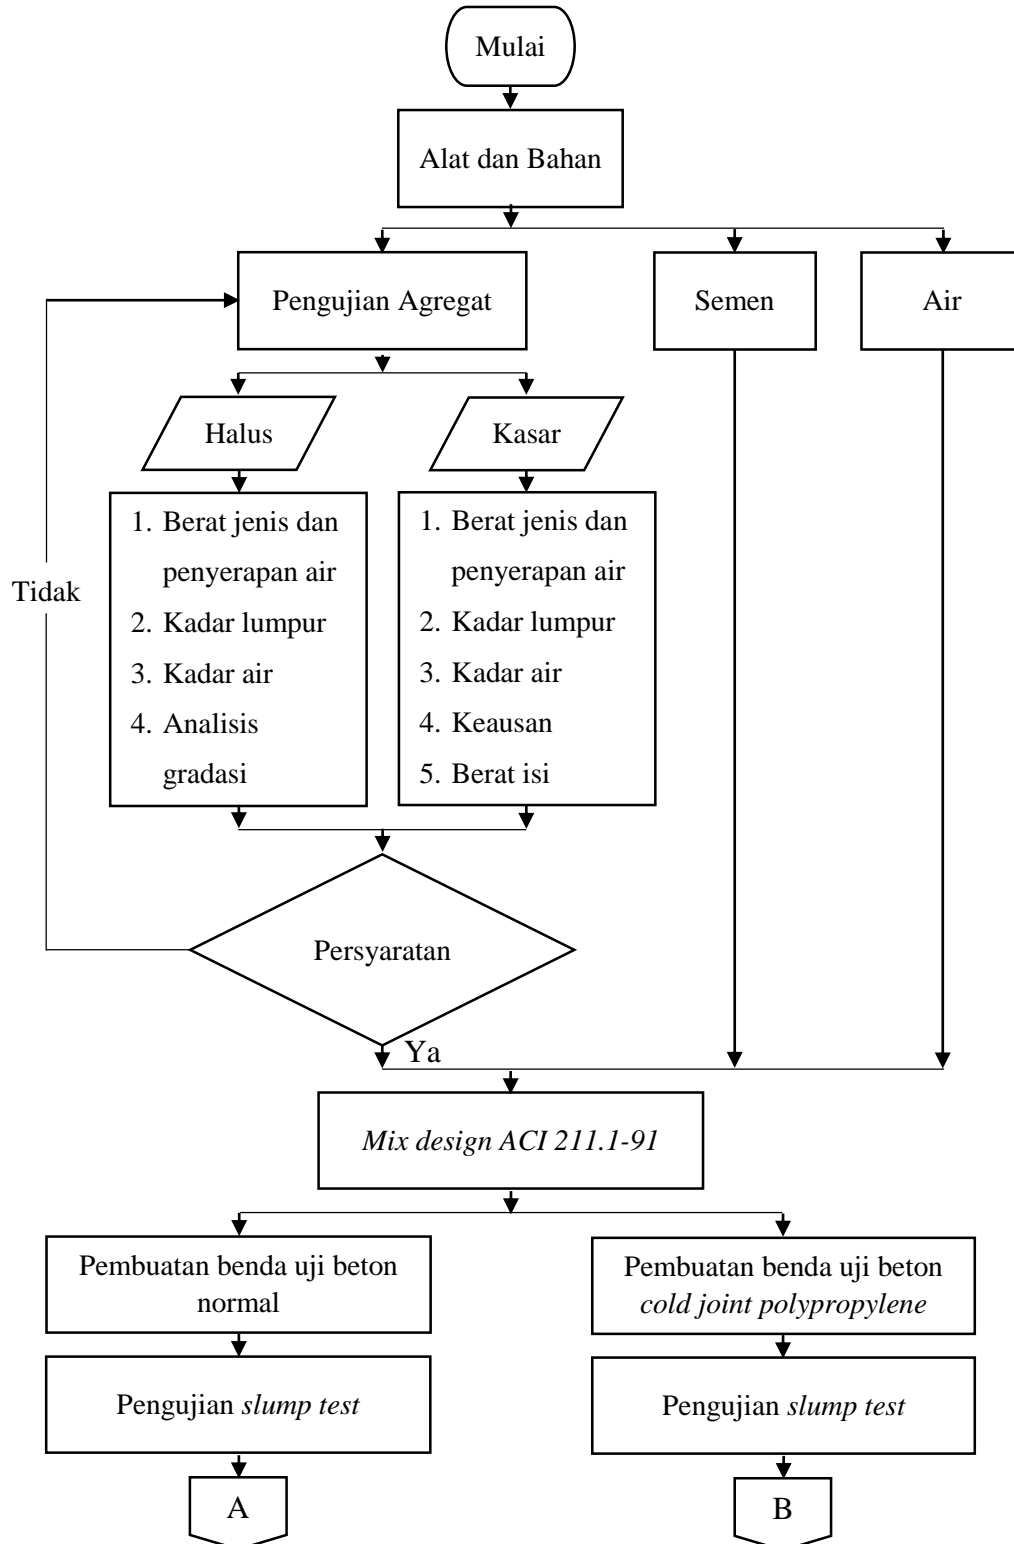 Mulai
Alat dan Bahan
Pengujian Agregat
Semen
Air
Halus
Kasar
1. Berat jenis dan
penyerapan air
2. Kadar lumpur
3. Kadar air
4. Analisis
gradasi
1. Berat jenis dan
penyerapan air
2. Kadar lumpur
3. Kadar air
4. Keausan
5. Berat isi
Tidak
Persyaratan
Ya
Mix design ACI 211.1-91
Pembuatan benda uji beton
normal
Pembuatan benda uji beton
cold joint polypropylene
Pengujian slump test
Pengujian slump test
A
B